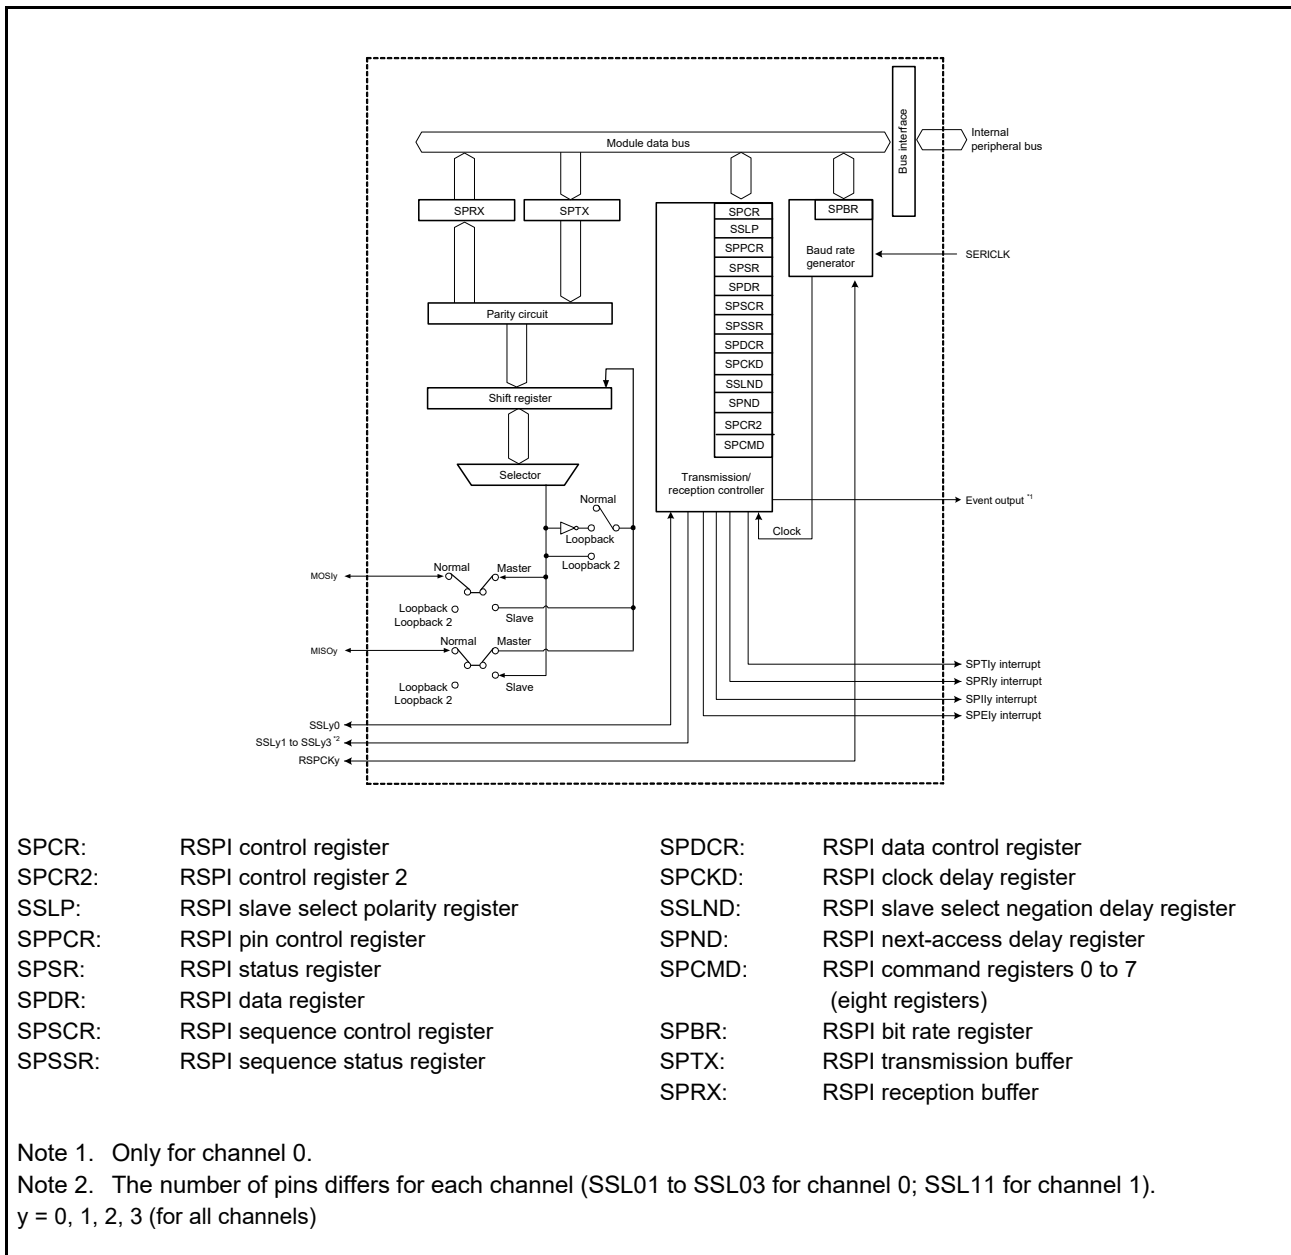 Bus interface
Internal
peripheral bus
Module data bus
SPRX
SPTX
SPCR
SSLP
SPPCR
SPSR
SPDR
SPSCR
SPSSR
SPDCR
SPCKD
SSLND
SPND
SPCR2
SPCMD
Transmission/
reception controller
SPBR
Baud rate
generator
SERICLK
Parity circuit
Shift register
Selector
Normal
Loopback
Loopback 2
Clock
Event output *1
MOSIy
Normal
Master
Loopback
Loopback 2
Slave
MISOy
Normal
Master
Loopback
Loopback 2
Slave
SPTIy interrupt
SPRIy interrupt
SPIIy interrupt
SPEIy interrupt
SSLy0
SSLy1 to SSLy3 *2
RSPCKy
SPCR: RSPI control register
SPCR2: RSPI control register 2
SSLP: RSPI slave select polarity register
SPPCR: RSPI pin control register
SPSR: RSPI status register
SPDR: RSPI data register
SPSCR: RSPI sequence control register
SPSSR: RSPI sequence status register
SPDCR: RSPI data control register
SPCKD: RSPI clock delay register
SSLND: RSPI slave select negation delay register
SPND: RSPI next-access delay register
SPCMD: RSPI command registers 0 to 7
(eight registers)
SPBR: RSPI bit rate register
SPTX: RSPI transmission buffer
SPRX: RSPI reception buffer
Note 1. Only for channel 0.
Note 2. The number of pins differs for each channel (SSL01 to SSL03 for channel 0; SSL11 for channel 1).
y = 0, 1, 2, 3 (for all channels)